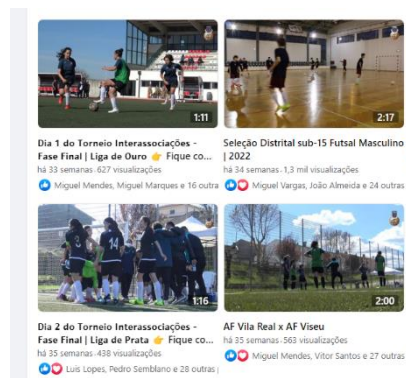 1:11
2:17
Dia 1 do Torneio Interassociações -
Fase Final | Liga de Ouro 👉 Fique co...
há 33 semanas · 627 visualizações
Miguel Mendes, Miguel Marques e 16 outra
Seleção Distrital sub-15 Futsal Masculino
| 2022
há 34 semanas · 1,3 mil visualizações
Miguel Vargas, João Almeida e 24 outras
3
14
1:16
2:00
Dia 2 do Torneio Interassociações -
Fase Final | Liga de Prata 👉 Fique co...
há 35 semanas · 438 visualizações
Luis Lopes, Pedro Semblano e 28 outras
AF Vila Real x AF Viseu
há 35 semanas · 563 visualizações
Miguel Mendes, Vitor Santos e 27 outras